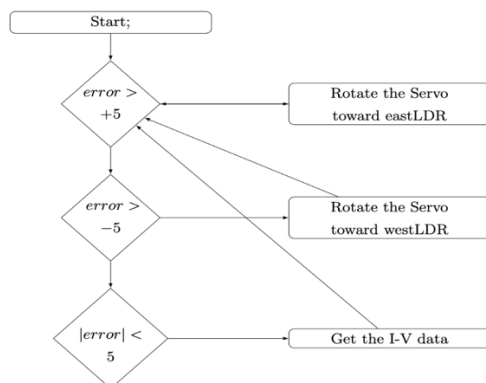 Start;
error >
+5
Rotate the Servo
toward eastLDR
error >
−5
Rotate the Servo
toward westLDR
|error| <
5
Get the I-V data